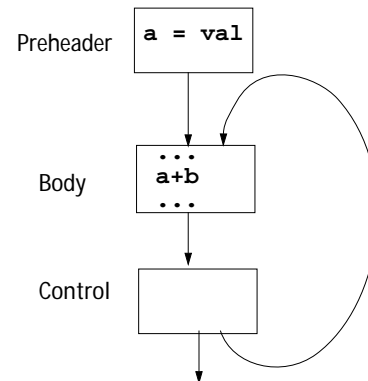 a = val
Preheader
...
a+b
Body
...
Control